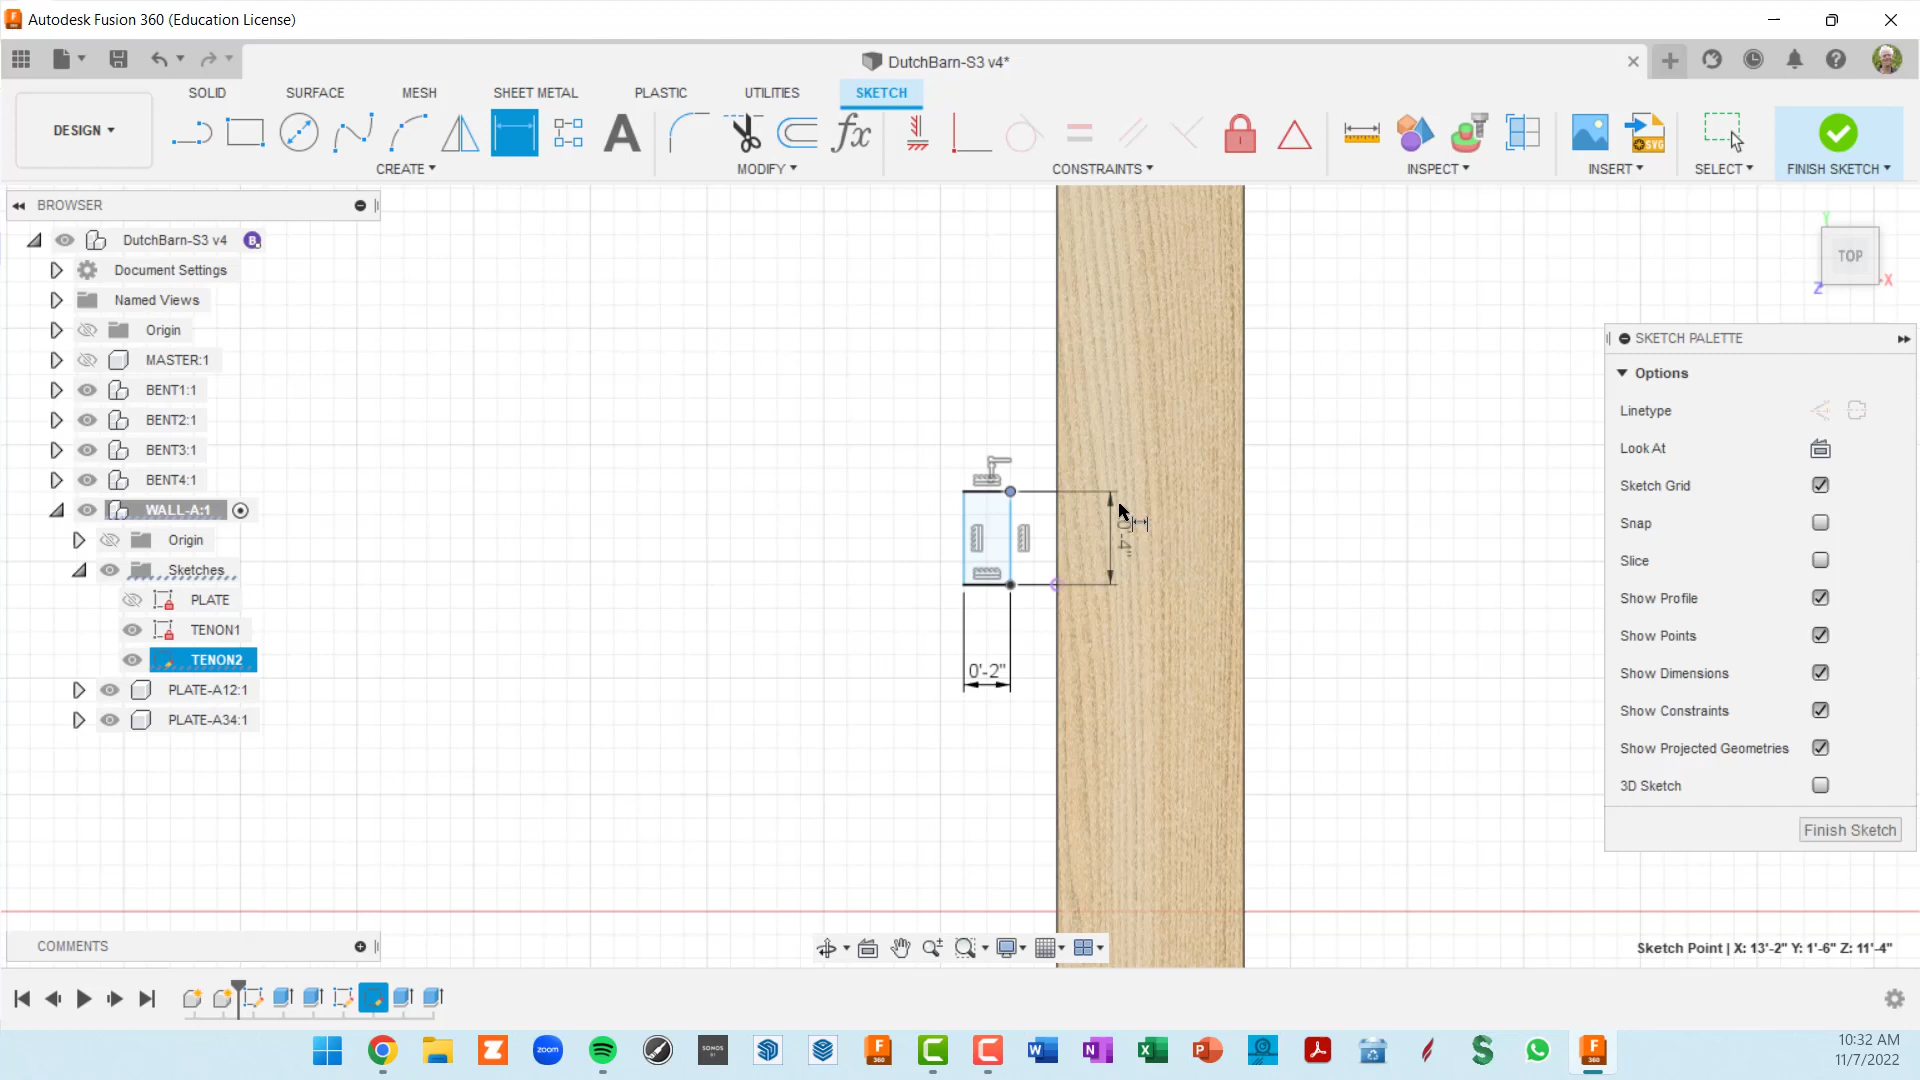 Autodesk Fusion 360 (Education License)
DutchBarn-S3 v4*
SOLID SURFACE MESH SHEET METAL PLASTIC UTILITIES SKETCH
DESIGN
CREATE MODIFY CONSTRAINTS INSPECT INSERT SELECT FINISH SKETCH
BROWSER
DutchBarn-S3 v4
Document Settings
Named Views
Origin
MASTER:1
BENT1:1
BENT2:1
BENT3:1
BENT4:1
WALL-A:1
Origin
Sketches
PLATE
TENON1
TENON2
PLATE-A12:1
PLATE-A34:1
0'-2"
Y
TOP
X
Z
SKETCH PALETTE
Options
Linetype
Look At
Sketch Grid
Snap
Slice
Show Profile
Show Points
Show Dimensions
Show Constraints
Show Projected Geometries
3D Sketch
Finish Sketch
COMMENTS
Sketch Point | X: 13'-2" Y: 1'-6" Z: 11'-4"
zoom
SONOS
10:32 AM
11/7/2022